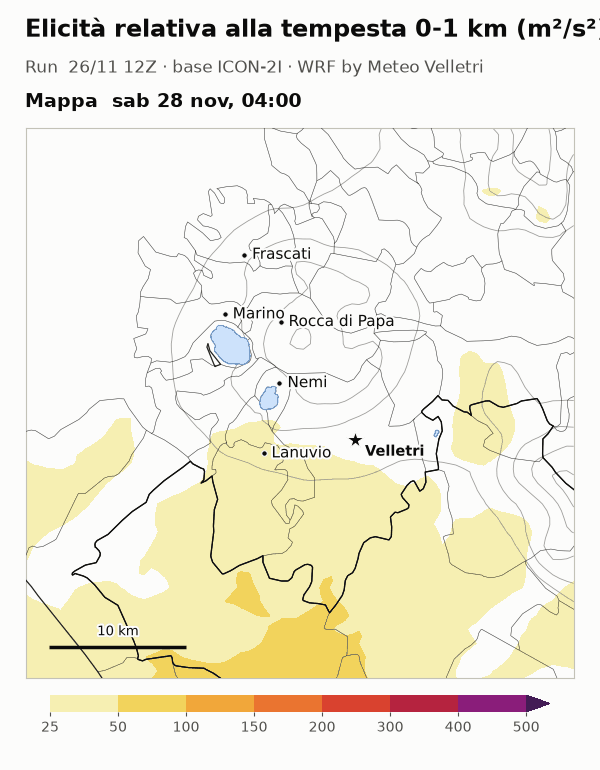 Elicità relativa alla tempesta 0-1 km (m²/s²)
Run  26/11 12Z · base ICON-2I · WRF by Meteo Velletri
Mappa  sab 28 nov, 04:00
Frascati
Marino
Rocca di Papa
Nemi
Velletri
Lanuvio
10 km
25 50 100 150 200 300 400 500